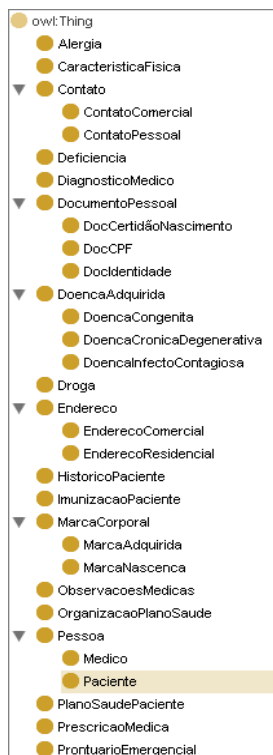 owl:Thing
Alergia
CaracteristicaFisica
Contato
ContatoComercial
ContatoPessoal
Deficiencia
DiagnosticoMedico
DocumentoPessoal
DocCertidãoNascimento
DocCPF
DocIdentidade
DoencaAdquirida
DoencaCongenita
DoencaCronicaDegenerativa
DoencaInfectoContagiosa
Droga
Endereco
EnderecoComercial
EnderecoResidencial
HistoricoPaciente
ImunizacaoPaciente
MarcaCorporal
MarcaAdquirida
MarcaNascenca
ObservacoesMedicas
OrganizacaoPlanoSaude
Pessoa
Medico
Paciente
PlanoSaudePaciente
PrescricaoMedica
ProntuarioEmergencial